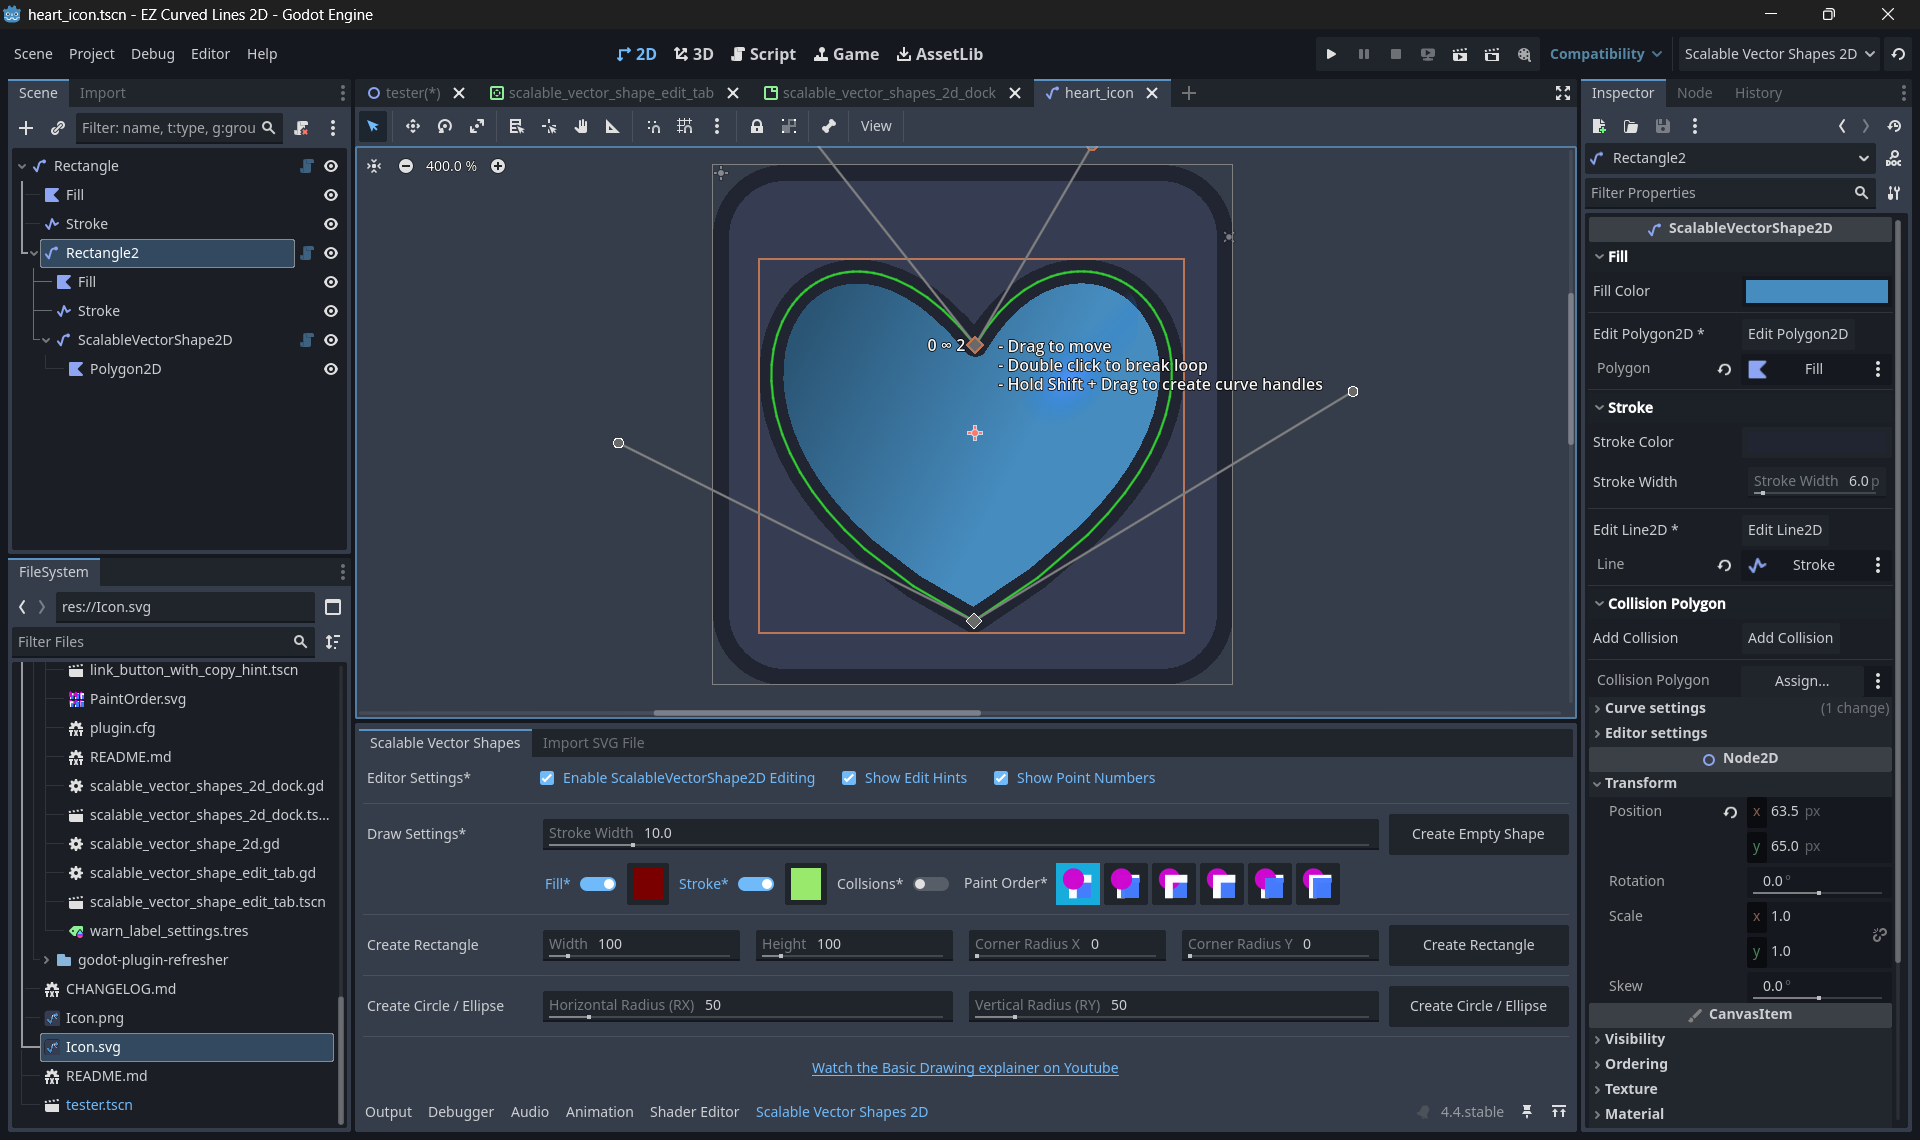 heart_icon.tscn - EZ Curved Lines 2D - Godot Engine
Scene Project Debug Editor Help
2D 3D Script Game AssetLib
Compatibility
Scalable Vector Shapes 2D
Scene Import
Filter: name, t:type, g:grou
Rectangle
Fill
Stroke
Rectangle2
Fill
Stroke
ScalableVectorShape2D
Polygon2D
FileSystem
res://Icon.svg
Filter Files
link_button_with_copy_hint.tscn
PaintOrder.svg
plugin.cfg
README.md
scalable_vector_shapes_2d_dock.gd
scalable_vector_shapes_2d_dock.ts...
scalable_vector_shape_2d.gd
scalable_vector_shape_edit_tab.gd
scalable_vector_shape_edit_tab.tscn
warn_label_settings.tres
godot-plugin-refresher
CHANGELOG.md
Icon.png
Icon.svg
README.md
tester.tscn
tester(*) scalable_vector_shape_edit_tab scalable_vector_shapes_2d_dock heart_icon
View
400.0 %
0 ∞ 2
- Drag to move
- Double click to break loop
- Hold Shift + Drag to create curve handles
Scalable Vector Shapes Import SVG File
Editor Settings* Enable ScalableVectorShape2D Editing Show Edit Hints Show Point Numbers
Draw Settings* Stroke Width 10.0 Create Empty Shape
Fill* Stroke* Collsions* Paint Order*
Create Rectangle Width 100 Height 100 Corner Radius X 0 Corner Radius Y 0 Create Rectangle
Create Circle / Ellipse Horizontal Radius (RX) 50 Vertical Radius (RY) 50 Create Circle / Ellipse
Watch the Basic Drawing explainer on Youtube
Output Debugger Audio Animation Shader Editor Scalable Vector Shapes 2D 4.4.stable
Inspector Node History
Rectangle2
Filter Properties
ScalableVectorShape2D
Fill
Fill Color
Edit Polygon2D * Edit Polygon2D
Polygon Fill
Stroke
Stroke Color
Stroke Width Stroke Width 6.0 p
Edit Line2D * Edit Line2D
Line Stroke
Collision Polygon
Add Collision Add Collision
Collision Polygon Assign...
Curve settings (1 change)
Editor settings
Node2D
Transform
Position x 63.5 px
y 65.0 px
Rotation 0.0 °
Scale x 1.0
y 1.0
Skew 0.0 °
CanvasItem
Visibility
Ordering
Texture
Material